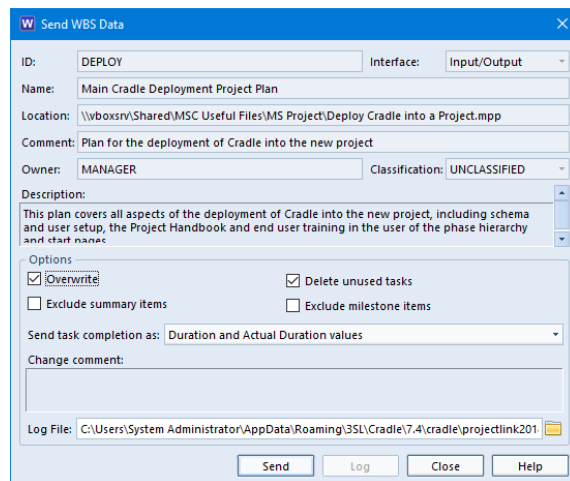 W Send WBS Data
ID: DEPLOY Interface: Input/Output
Name: Main Cradle Deployment Project Plan
Location: \\vboxsrv\Shared\MSC Useful Files\MS Project\Deploy Cradle into a Project.mpp
Comment: Plan for the deployment of Cradle into the new project
Owner: MANAGER Classification: UNCLASSIFIED
Description:
This plan covers all aspects of the deployment of Cradle into the new project, including schema
and user setup, the Project Handbook and end user training in the user of the phase hierarchy
and start pages
Options
Overwrite Delete unused tasks
Exclude summary items Exclude milestone items
Send task completion as: Duration and Actual Duration values
Change comment:
Log File: C:\Users\System Administrator\AppData\Roaming\3SL\Cradle\7.4\cradle\projectlink201
Send Log Close Help